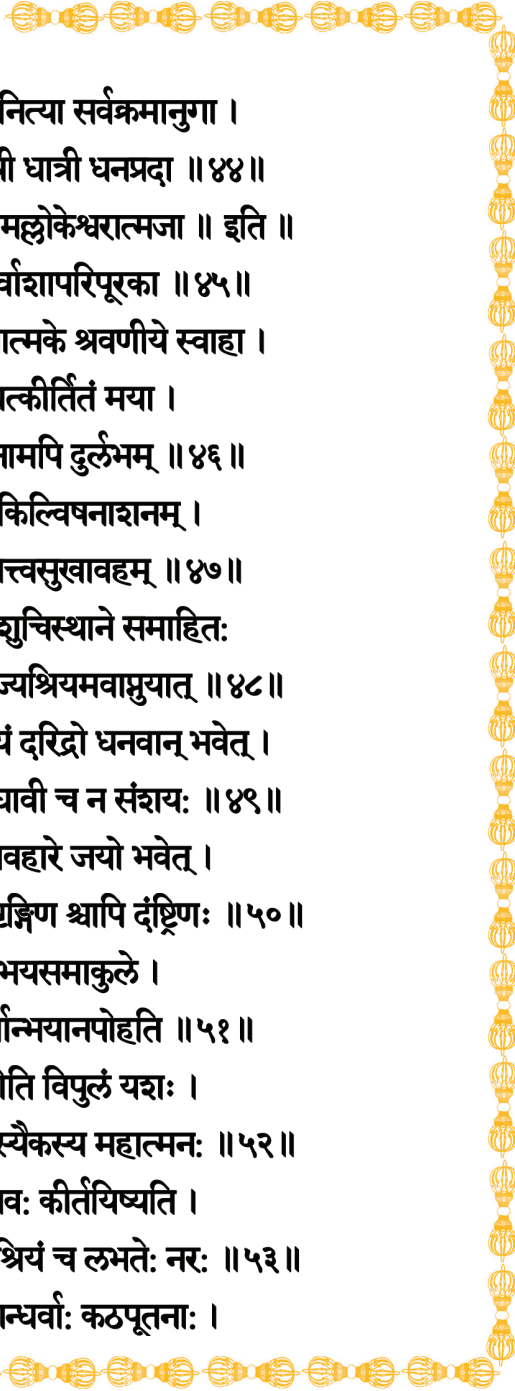 नित्या सर्वक्रमानुगा ।
धात्री धनप्रदा ॥४४॥
मल्लोकेश्वरात्मजा ॥ इति ॥
र्वाशापरिपूरका ॥४५॥
ात्मके श्रवणीये स्वाहा ।
त्कीर्तितं मया ।
नामपि दुर्लभम् ॥४६॥
किल्विषनाशनम् ।
त्त्वसुखावहम् ॥४७॥
शुचिस्थाने समाहित:
ज्यश्रियमवाप्नुयात् ॥४८॥
यं दरिद्रो धनवान् भवेत् ।
धावी च न संशय: ॥४९॥
वहारे जयो भवेत् ।
श्चापि दंष्ट्रिणः ॥५०॥
भयसमाकुले ।
र्वान्भयानपोहति ॥५१॥
ति विपुलं यशः ।
स्यैकस्य महात्मन: ॥५२॥
व: कीर्तयिष्यति ।
श्रियं च लभते: नर: ॥५३॥
न्धर्वा: कठपूतना: ।